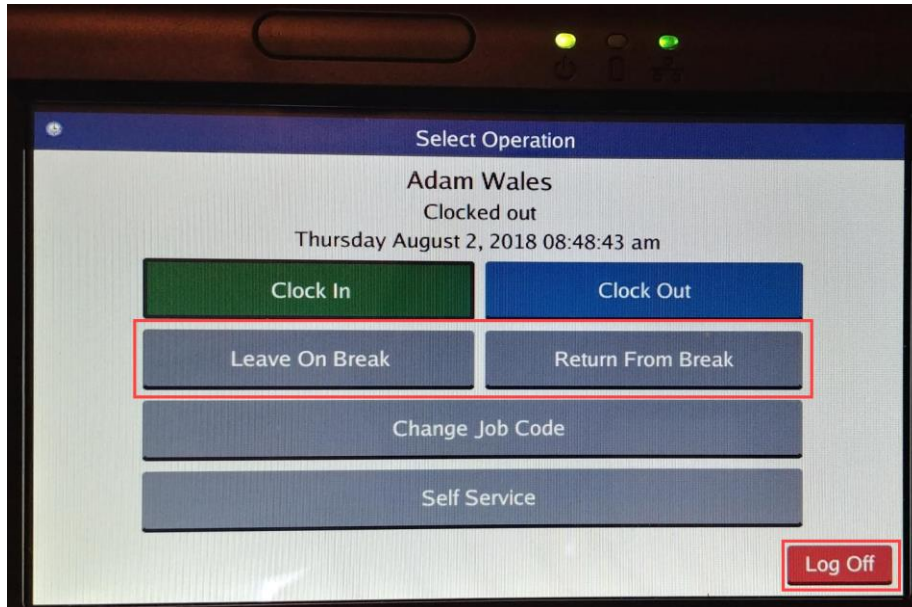 Select Operation
Adam Wales
Clocked out
Thursday August 2, 2018 08:48:43 am
Clock In
Clock Out
Leave On Break
Return From Break
Change Job Code
Self Service
Log Off